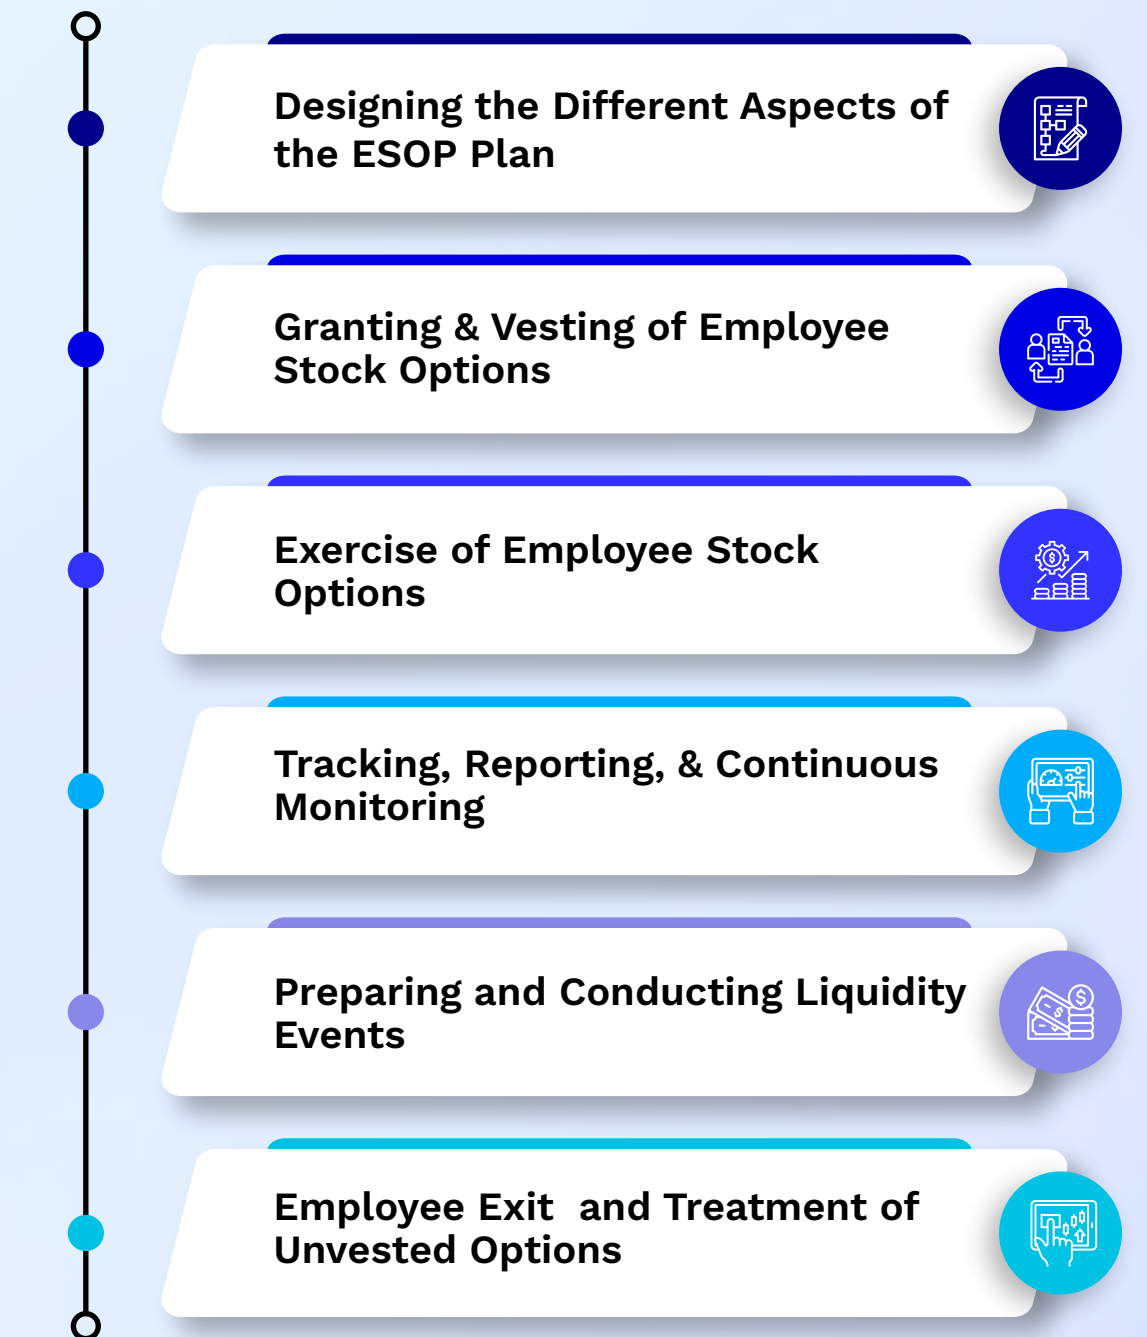 Designing the Different Aspects of
the ESOP Plan
Granting & Vesting of Employee
Stock Options
Exercise of Employee Stock
Options
Tracking, Reporting, & Continuous
Monitoring
Preparing and Conducting Liquidity
Events
Employee Exit  and Treatment of
Unvested Options